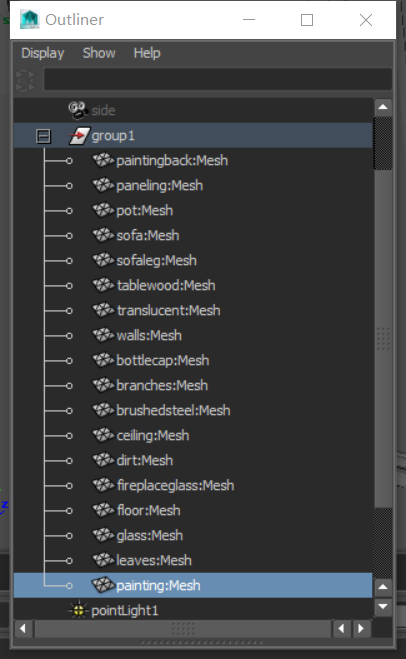 Outliner
Display Show Help
side
group1
paintingback:Mesh
paneling:Mesh
pot:Mesh
sofa:Mesh
sofaleg:Mesh
tablewood:Mesh
translucent:Mesh
walls:Mesh
bottlecap:Mesh
branches:Mesh
brushedsteel:Mesh
ceiling:Mesh
dirt:Mesh
fireplaceglass:Mesh
floor:Mesh
glass:Mesh
leaves:Mesh
painting:Mesh
pointLight1
z